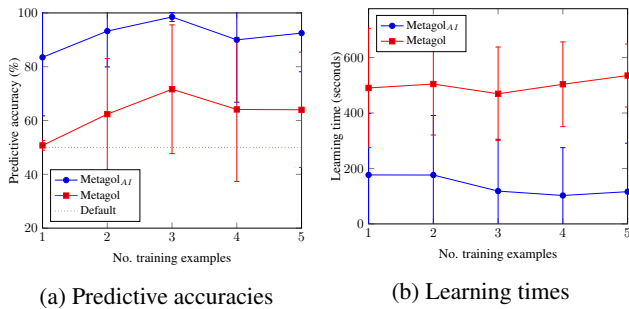 100
80
60
40
20
1 2 3 4 5
Predictive accuracy (%)
No. training examples
Metagol_AI
Metagol
Default
(a) Predictive accuracies
600
400
200
0
1 2 3 4 5
Learning time (seconds)
No. training examples
Metagol_AI
Metagol
(b) Learning times